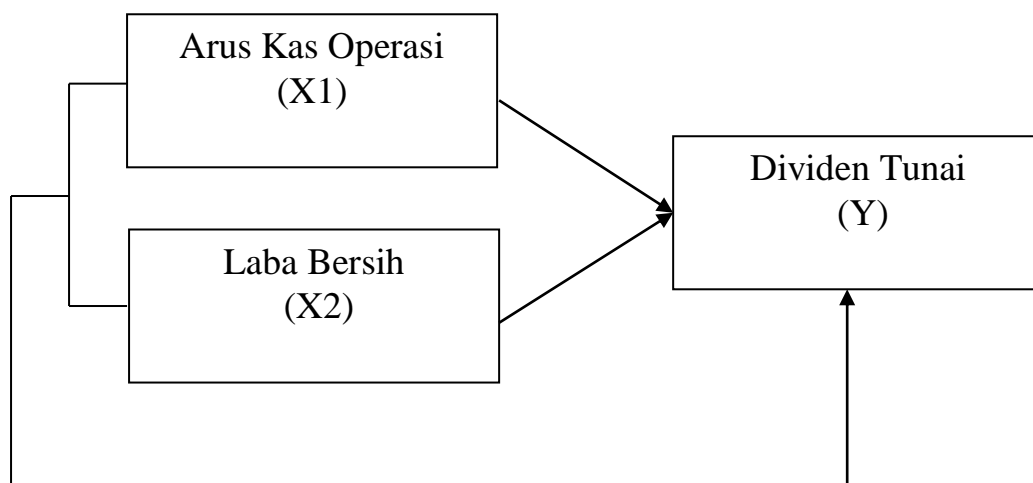 Arus Kas Operasi
(X1)
Laba Bersih
(X2)
Dividen Tunai
(Y)